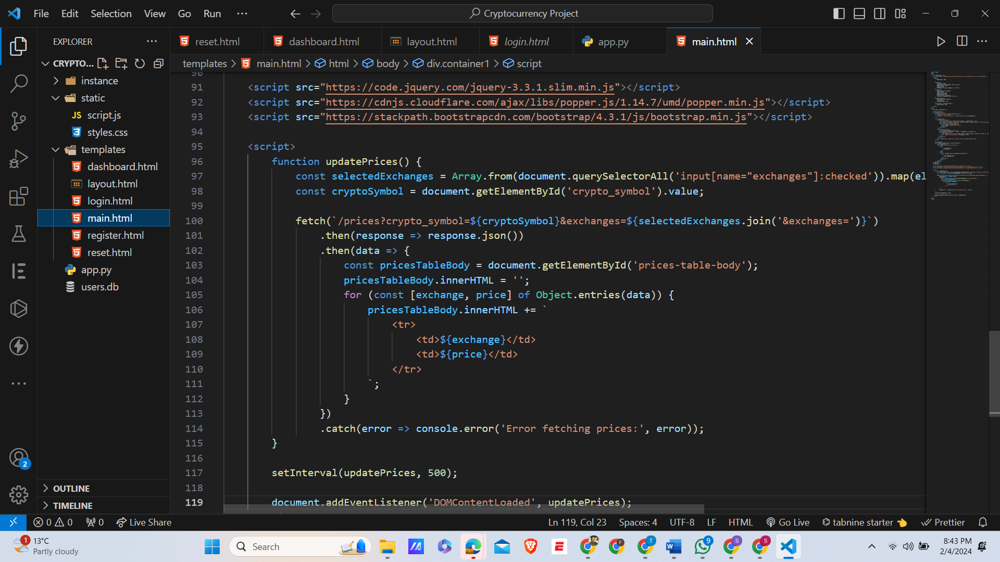 File Edit Selection View Go Run ···
Cryptocurrency Project
EXPLORER
reset.html
dashboard.html
layout.html
login.html
app.py
main.html
CRYPTO...
templates > main.html > html > body > div.container1 > script
instance
static
script.js
styles.css
templates
dashboard.html
layout.html
login.html
main.html
register.html
reset.html
app.py
users.db
OUTLINE
TIMELINE
90
91 <script src="https://code.jquery.com/jquery-3.3.1.slim.min.js"></script>
92 <script src="https://cdnjs.cloudflare.com/ajax/libs/popper.js/1.14.7/umd/popper.min.js"></script>
93 <script src="https://stackpath.bootstrapcdn.com/bootstrap/4.3.1/js/bootstrap.min.js"></script>
94
95 <script>
96 function updatePrices() {
97 const selectedExchanges = Array.from(document.querySelectorAll('input[name="exchanges"]:checked')).map(el
98 const cryptoSymbol = document.getElementById('crypto_symbol').value;
99
100 fetch(`/prices?crypto_symbol=${cryptoSymbol}&exchanges=${selectedExchanges.join('&exchanges=')}`)
101 .then(response => response.json())
102 .then(data => {
103 const pricesTableBody = document.getElementById('prices-table-body');
104 pricesTableBody.innerHTML = '';
105 for (const [exchange, price] of Object.entries(data)) {
106 pricesTableBody.innerHTML += `
107 <tr>
108 <td>${exchange}</td>
109 <td>${price}</td>
110 </tr>
111 `;
112 }
113 })
114 .catch(error => console.error('Error fetching prices:', error));
115 }
116
117 setInterval(updatePrices, 500);
118
119 document.addEventListener('DOMContentLoaded', updatePrices);
2
0 0 0 Live Share
Ln 119, Col 23 Spaces: 4 UTF-8 LF HTML Go Live tabnine starter Prettier
1
13°C
Partly cloudy
Search
9
8:43 PM
2/4/2024